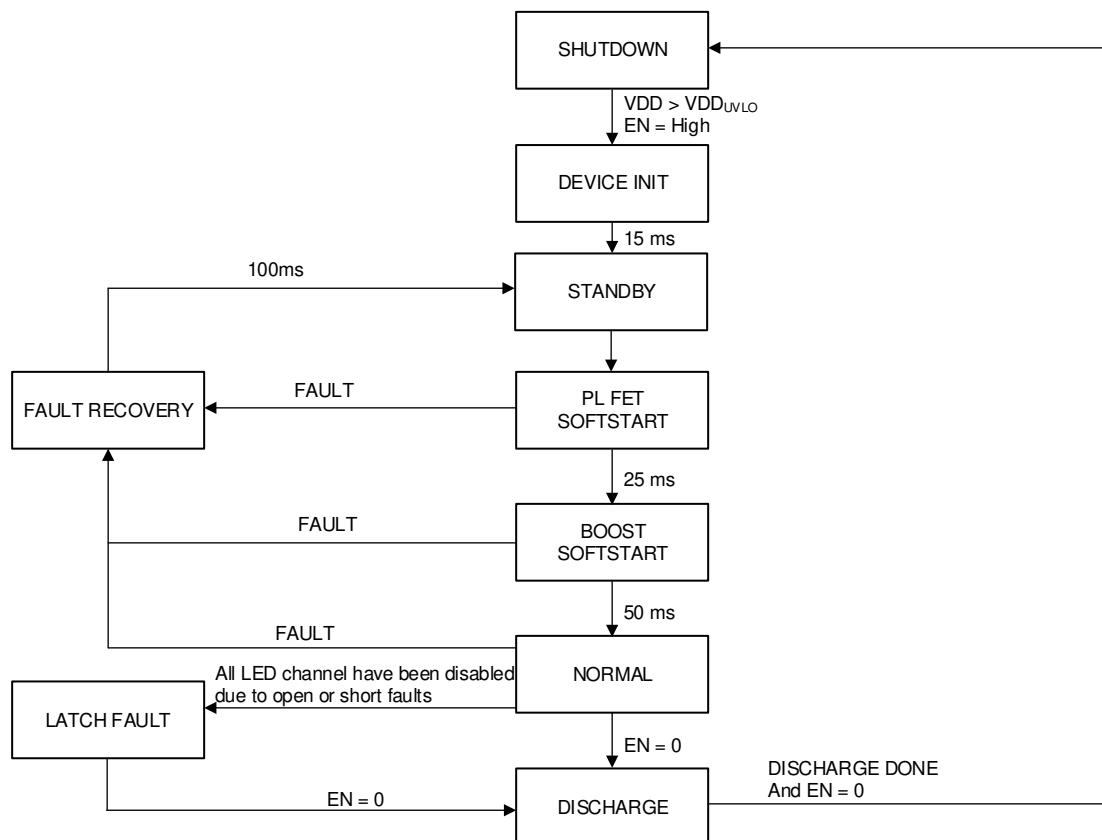 SHUTDOWN
VDD > VDDUVLO
EN = High
DEVICE INIT
15 ms
100ms
STANDBY
FAULT RECOVERY
FAULT
PL FET
SOFTSTART
25 ms
FAULT
BOOST
SOFTSTART
50 ms
FAULT
NORMAL
All LED channel have been disabled
due to open or short faults
LATCH FAULT
EN = 0
DISCHARGE DONE
And EN = 0
EN = 0
DISCHARGE